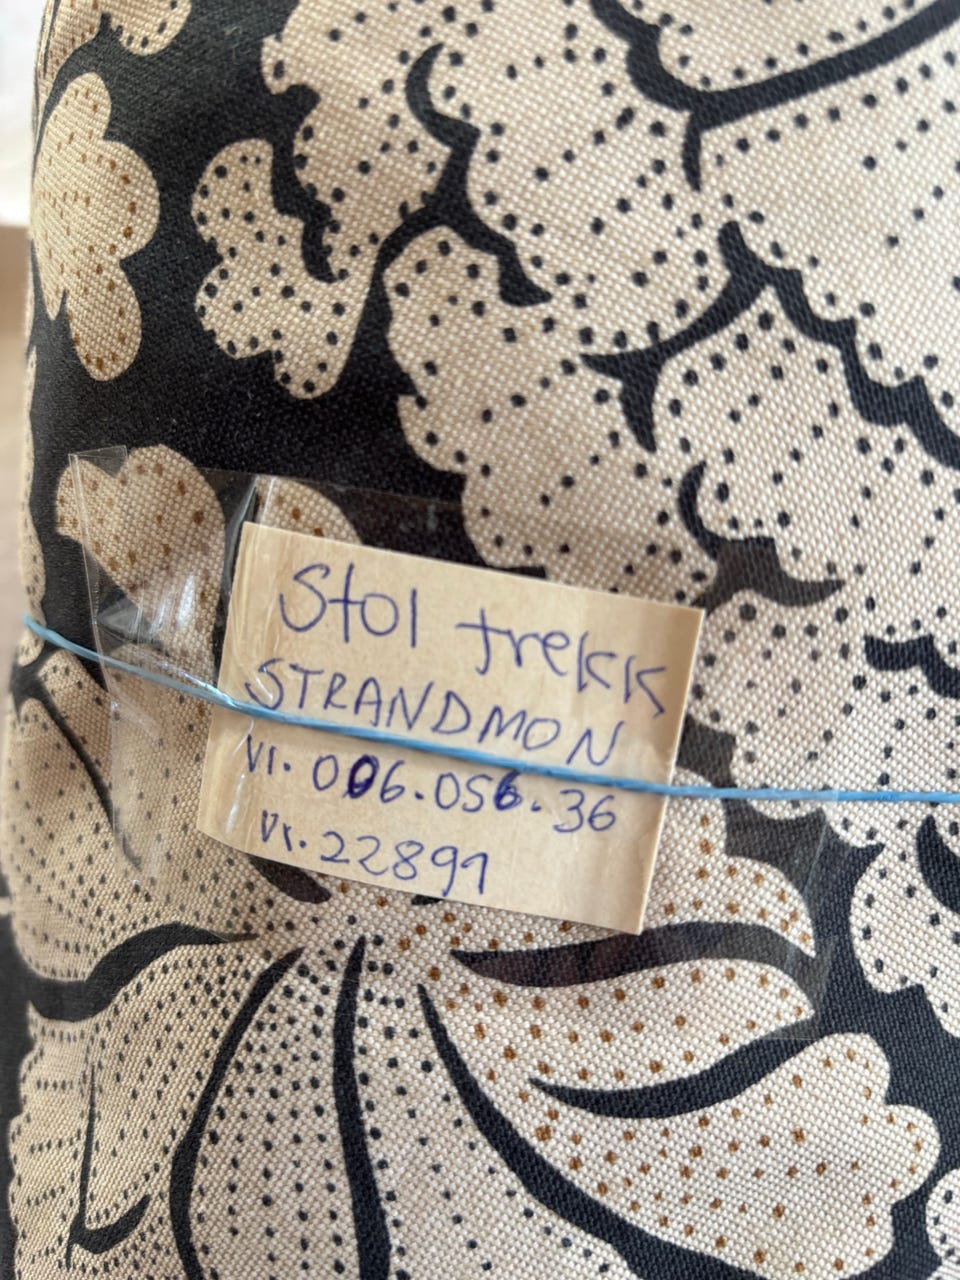 Stol trekk
STRANDMON
Vr. 006.056.36
Vr. 22891